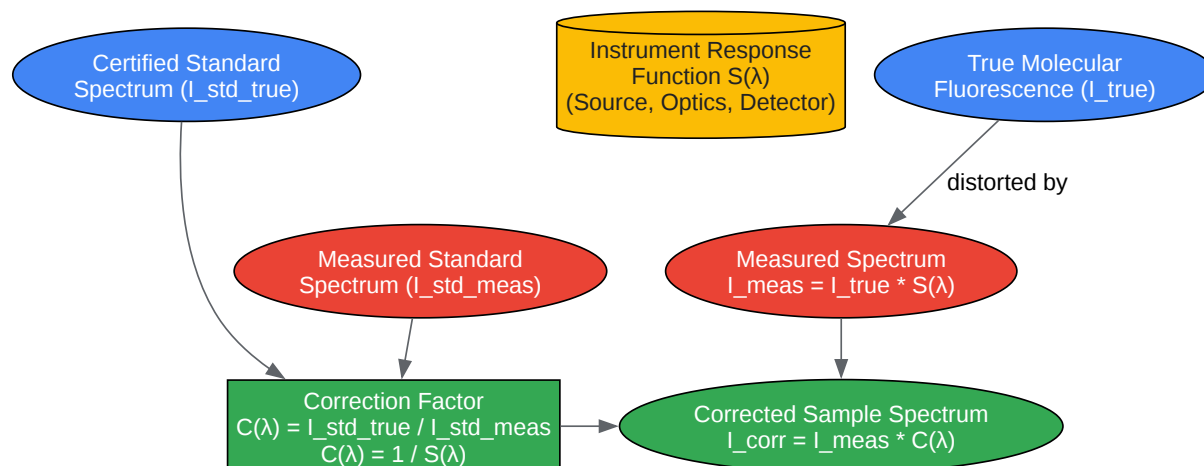 Certified Standard
Spectrum (I_std_true)
Instrument Response
Function S(λ)
(Source, Optics, Detector)
True Molecular
Fluorescence (I_true)
distorted by
Measured Standard
Spectrum (I_std_meas)
Measured Spectrum
I_meas = I_true * S(λ)
Correction Factor
C(λ) = I_std_true / I_std_meas
C(λ) = 1 / S(λ)
Corrected Sample Spectrum
I_corr = I_meas * C(λ)